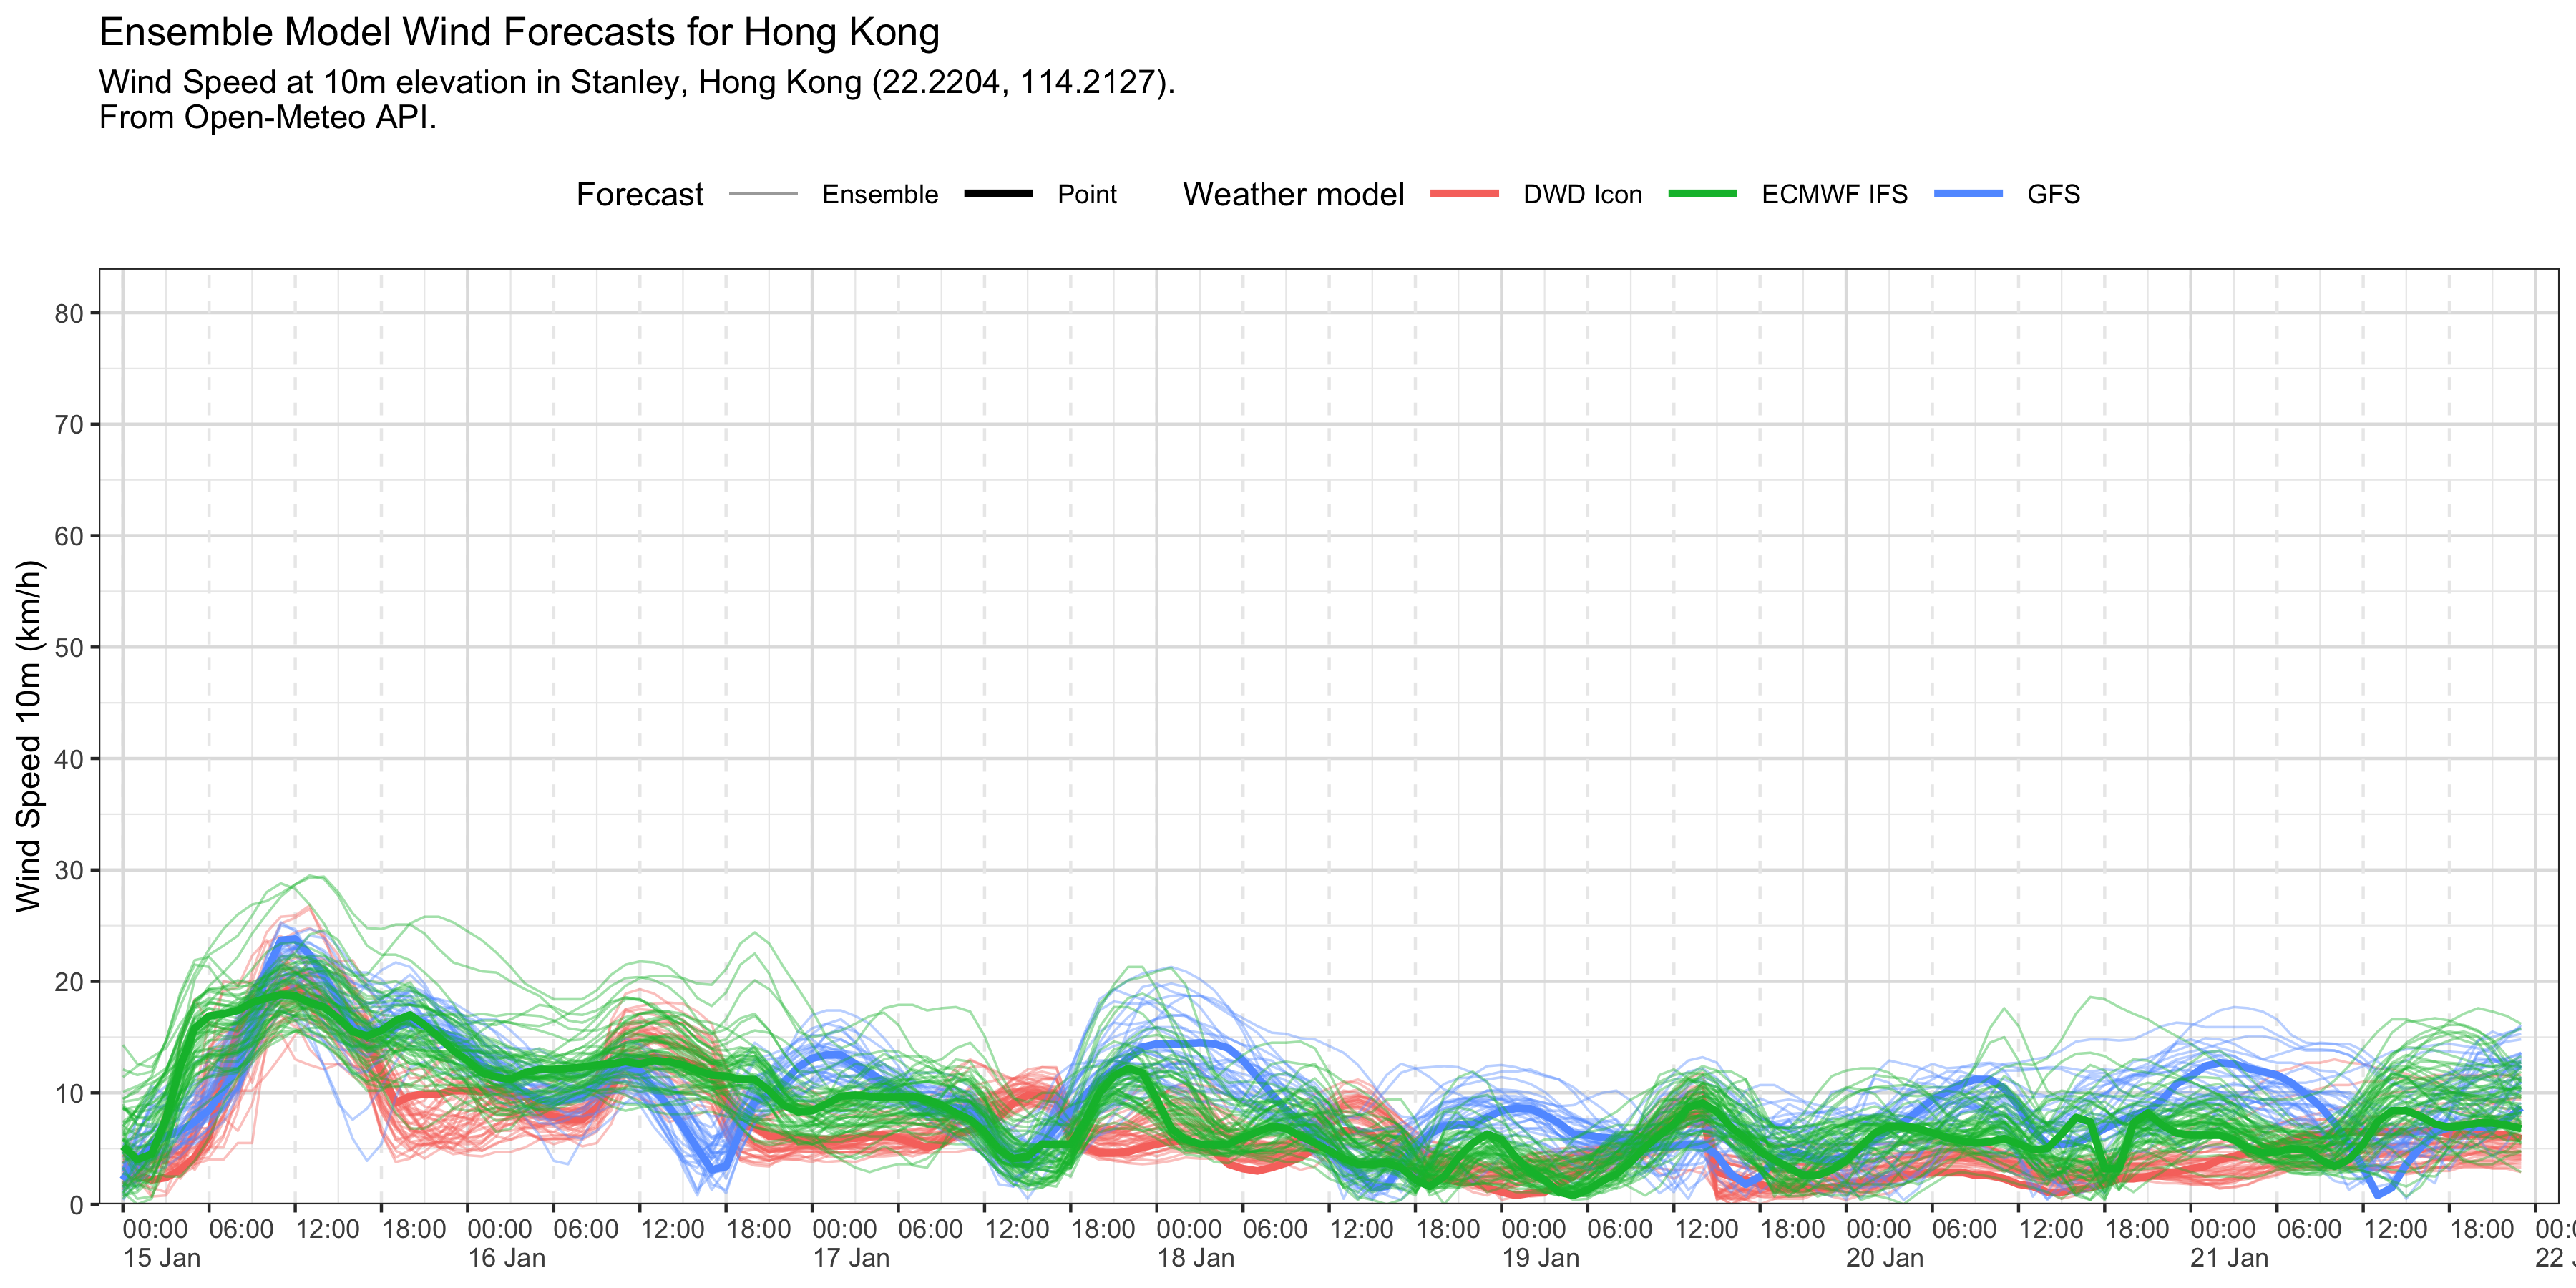 Ensemble Model Wind Forecasts for Hong Kong
Wind Speed at 10m elevation in Stanley, Hong Kong (22.2204, 114.2127).
From Open-Meteo API.
Forecast Ensemble Point Weather model DWD Icon ECMWF IFS GFS
Wind Speed 10m (km/h)
80
70
60
50
40
30
20
10
0
00:00 06:00 12:00 18:00 00:00 06:00 12:00 18:00 00:00 06:00 12:00 18:00 00:00 06:00 12:00 18:00 00:00 06:00 12:00 18:00 00:00 06:00 12:00 18:00 00:00 06:00 12:00 18:00 00:0
15 Jan 16 Jan 17 Jan 18 Jan 19 Jan 20 Jan 21 Jan 22